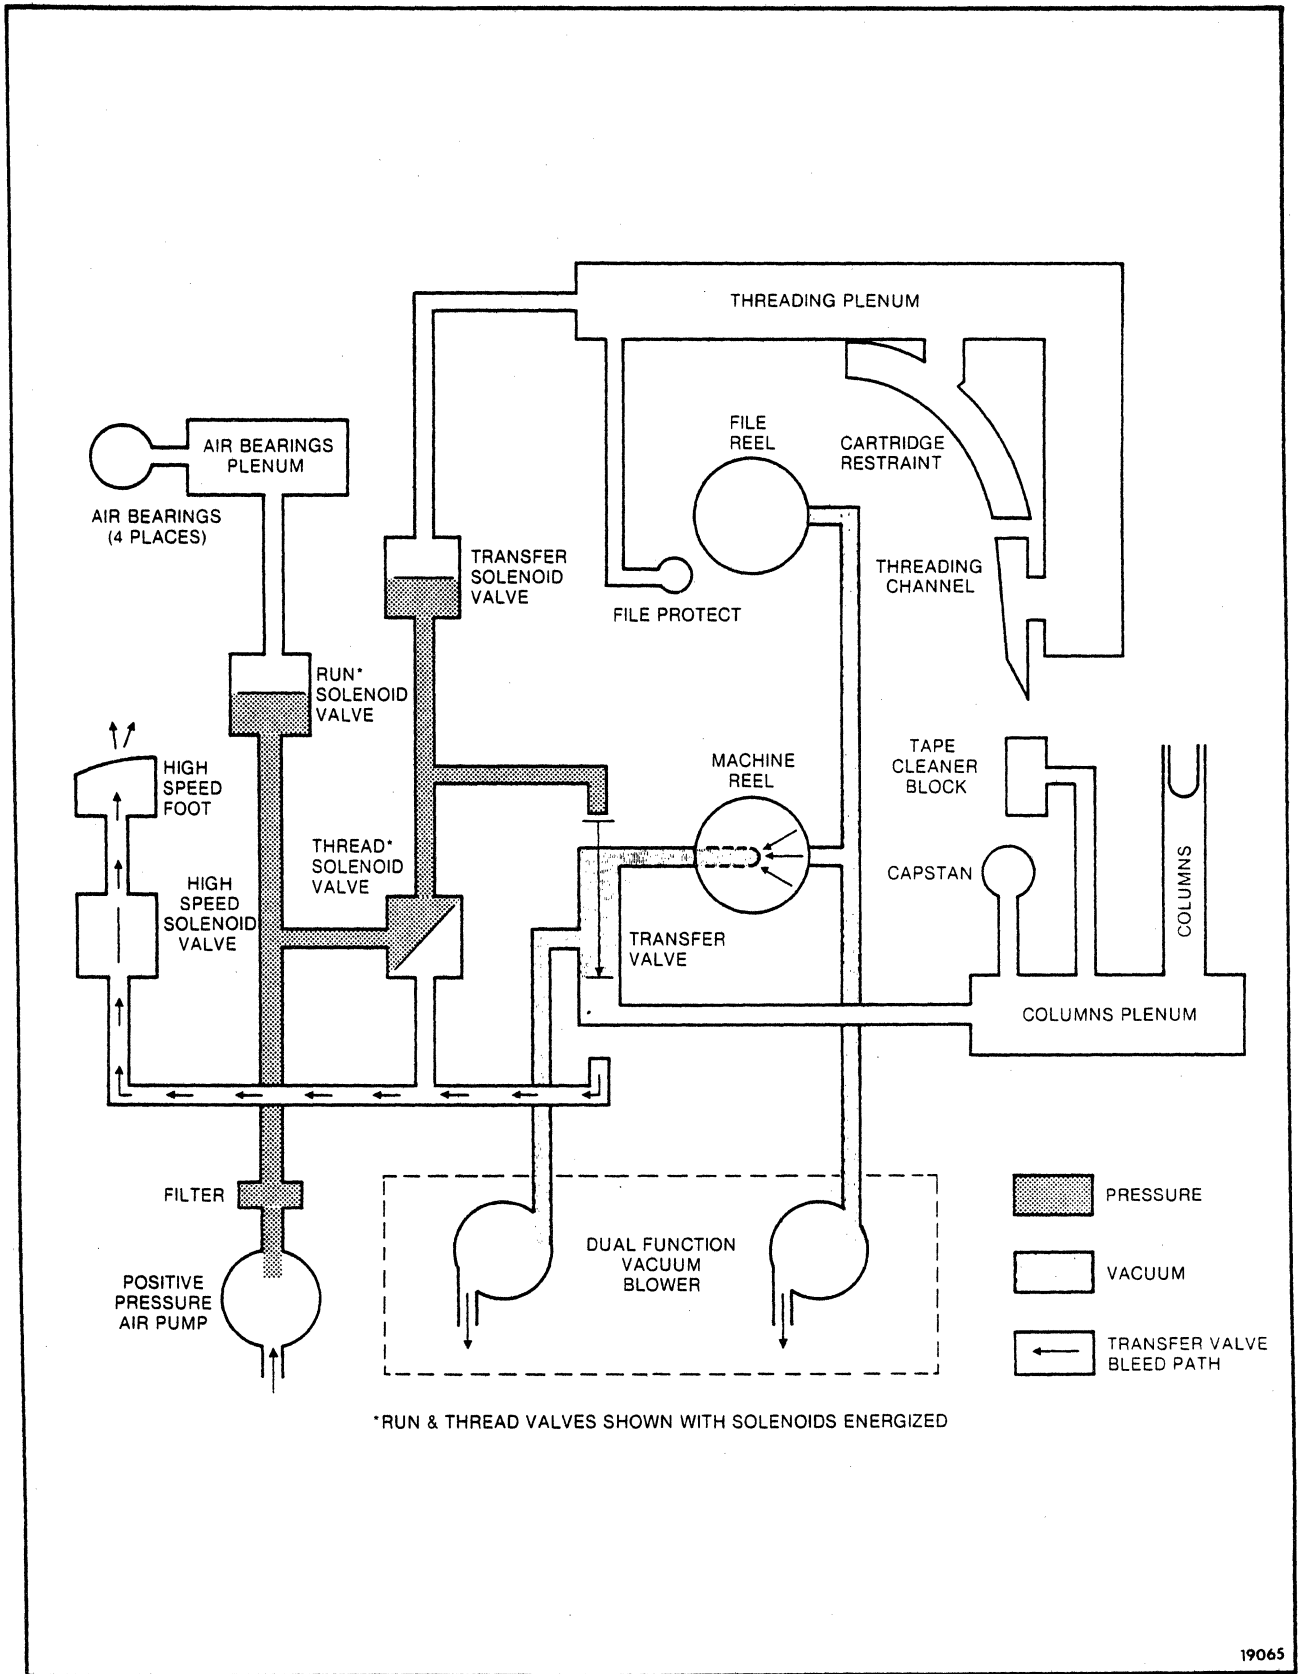 THREADING PLENUM
FILE
REEL
CARTRIDGE
RESTRAINT
AIR BEARINGS
PLENUM
AIR BEARINGS
(4 PLACES)
TRANSFER
SOLENOID
VALVE
THREADING
CHANNEL
FILE PROTECT
RUN*
SOLENOID
VALVE
HIGH
SPEED
FOOT
MACHINE
REEL
TAPE
CLEANER
BLOCK
THREAD*
SOLENOID
VALVE
CAPSTAN
COLUMNS
HIGH
SPEED
SOLENOID
VALVE
TRANSFER
VALVE
COLUMNS PLENUM
FILTER
PRESSURE
DUAL FUNCTION
VACUUM
BLOWER
VACUUM
POSITIVE
PRESSURE
AIR PUMP
TRANSFER VALVE
BLEED PATH
*RUN & THREAD VALVES SHOWN WITH SOLENOIDS ENERGIZED
19065